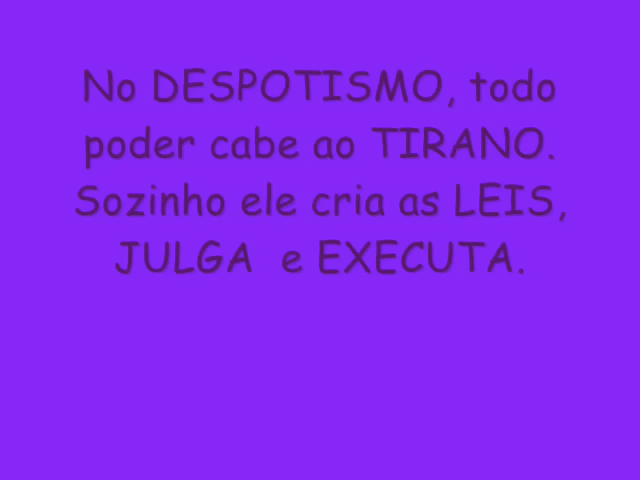 No DESPOTISMO, todo
poder cabe ao TIRANO.
Sozinho ele cria as LEIS,
JULGA  e EXECUTA.